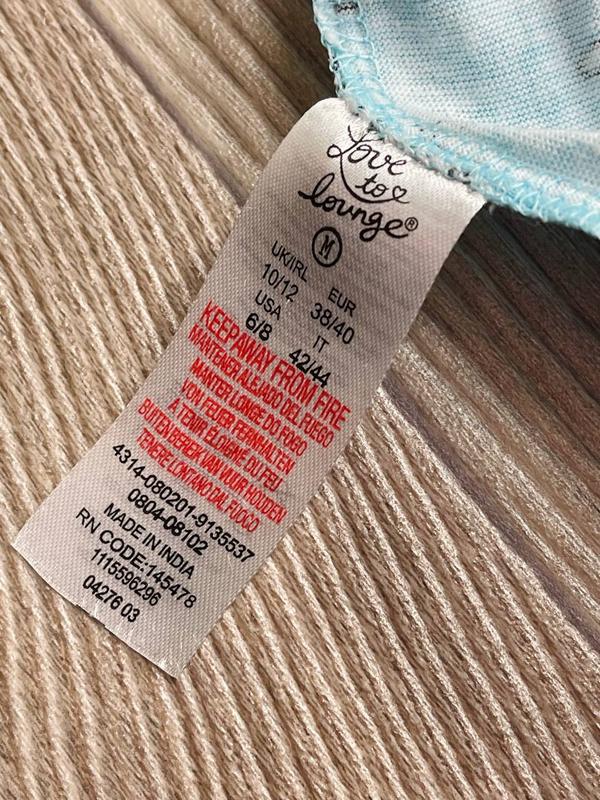 Love
to
lounge®
M
UK/IRL EUR
10/12 38/40
USA IT
6/8 42/44
KEEP AWAY FROM FIRE
MANTENER ALEJADO DEL FUEGO
MANTER LONGE DO FOGO
VON FEUER FERNHALTEN
A TENIR ÉLOIGNÉ DU FEU
BUITEN BEREIK VAN VUUR HOUDEN
TENERE LONTANO DAL FUOCO
4314-080201-9135537
0804-08102
MADE IN INDIA
RN CODE:145478
1115596296
04276 03